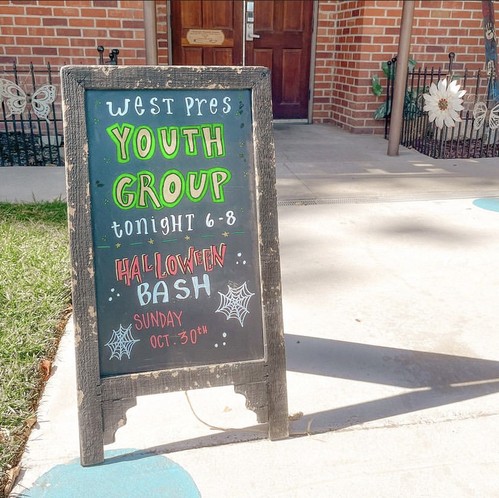 West Pres
YOUTH
GROUP
tonight 6-8
HALLOWEEN
BASH
SUNDAY
OCT. 30th